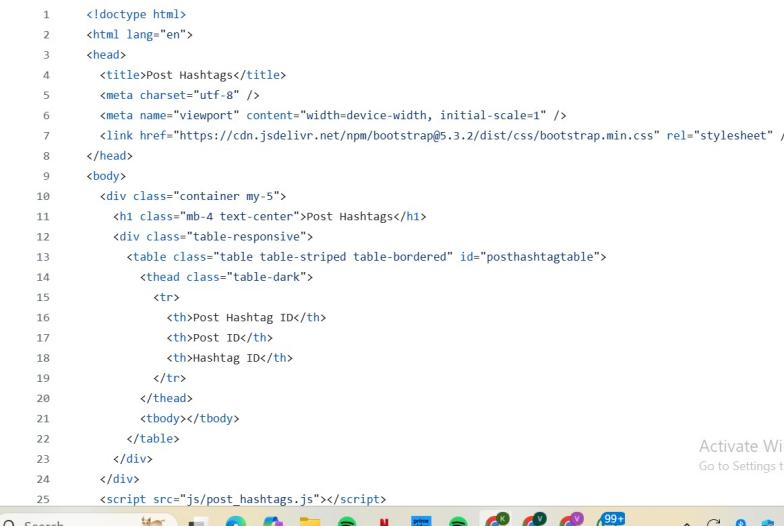 1 <!doctype html>
2 <html lang="en">
3 <head>
4 <title>Post Hashtags</title>
5 <meta charset="utf-8" />
6 <meta name="viewport" content="width=device-width, initial-scale=1" />
7 <link href="https://cdn.jsdelivr.net/npm/bootstrap@5.3.2/dist/css/bootstrap.min.css" rel="stylesheet" /
8 </head>
9 <body>
10 <div class="container my-5">
11 <h1 class="mb-4 text-center">Post Hashtags</h1>
12 <div class="table-responsive">
13 <table class="table table-striped table-bordered" id="posthashtagtable">
14 <thead class="table-dark">
15 <tr>
16 <th>Post Hashtag ID</th>
17 <th>Post ID</th>
18 <th>Hashtag ID</th>
19 </tr>
20 </thead>
21 <tbody></tbody>
22 </table>
Activate Wi
23 </div>
Go to Settings t
24 </div>
25 <script src="js/post_hashtags.js"></script>
Search
99+